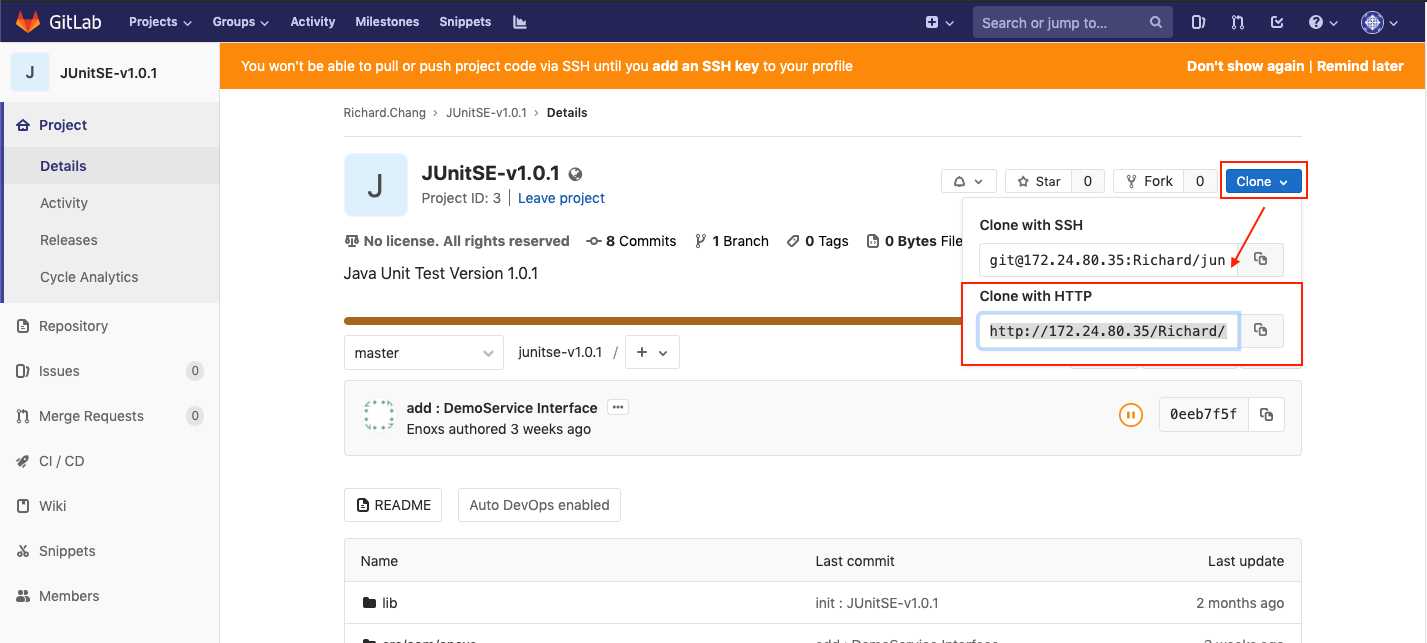 GitLab Projects Groups Activity Milestones Snippets Search or jump to...
J JUnitSE-v1.0.1
You won't be able to pull or push project code via SSH until you add an SSH key to your profile Don't show again | Remind later
Project
Details
Activity
Releases
Cycle Analytics
Repository
Issues 0
Merge Requests 0
CI / CD
Wiki
Snippets
Members
Richard.Chang › JUnitSE-v1.0.1 › Details
J
JUnitSE-v1.0.1
Project ID: 3 | Leave project
Star 0 Fork 0 Clone
No license. All rights reserved 8 Commits 1 Branch 0 Tags 0 Bytes File
Java Unit Test Version 1.0.1
Clone with SSH
git@172.24.80.35:Richard/jun
Clone with HTTP
http://172.24.80.35/Richard/
master junitse-v1.0.1 / +
add : DemoService Interface
Enoxs authored 3 weeks ago
0eeb7f5f
README Auto DevOps enabled
Name Last commit Last update
lib init : JUnitSE-v1.0.1 2 months ago